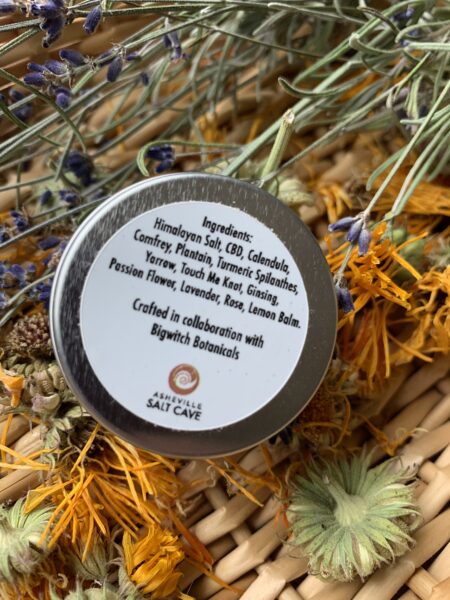 Ingredients:
Himalayan Salt, CBD, Calendula,
Comfrey, Plantain, Turmeric Spilanthes,
Yarrow, Touch Me Knot, Ginsing,
Passion Flower, Lavender, Rose, Lemon Balm.
Crafted in collaboration with
Bigwitch Botanicals
ASHEVILLE
SALT CAVE